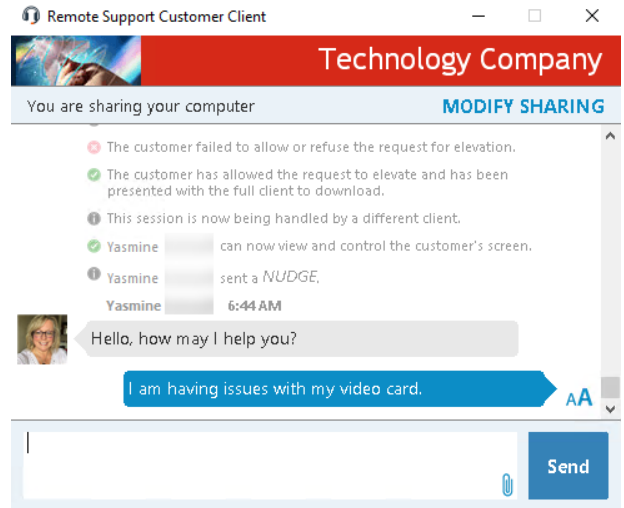 Remote Support Customer Client
Technology Company
You are sharing your computer MODIFY SHARING
The customer failed to allow or refuse the request for elevation.
The customer has allowed the request to elevate and has been
presented with the full client to download.
This session is now being handled by a different client.
Yasmine can now view and control the customer's screen.
Yasmine sent a NUDGE.
Yasmine 6:44 AM
Hello, how may I help you?
I am having issues with my video card.
AA
Send